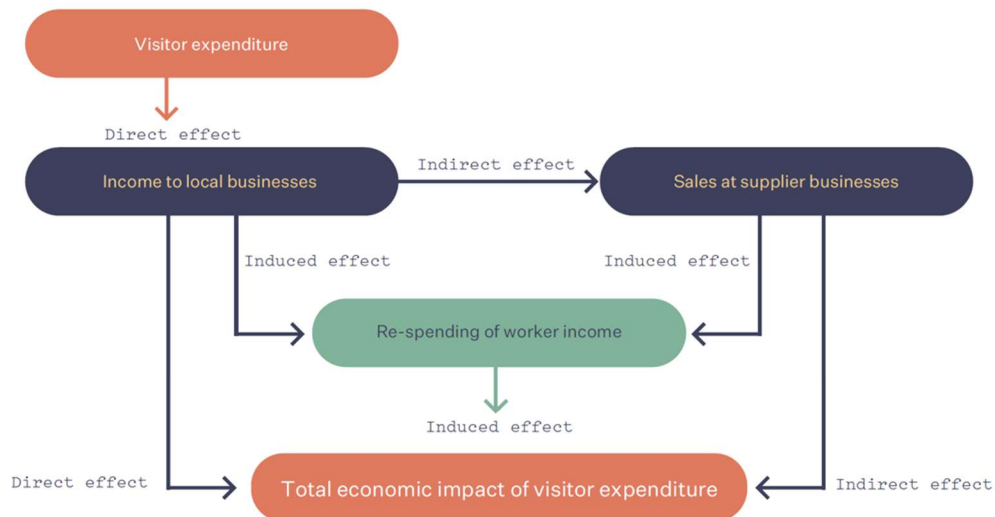 Visitor expenditure
Direct effect
Income to local businesses
Indirect effect
Sales at supplier businesses
Induced effect
Induced effect
Re-spending of worker income
Induced effect
Direct effect
Total economic impact of visitor expenditure
Indirect effect